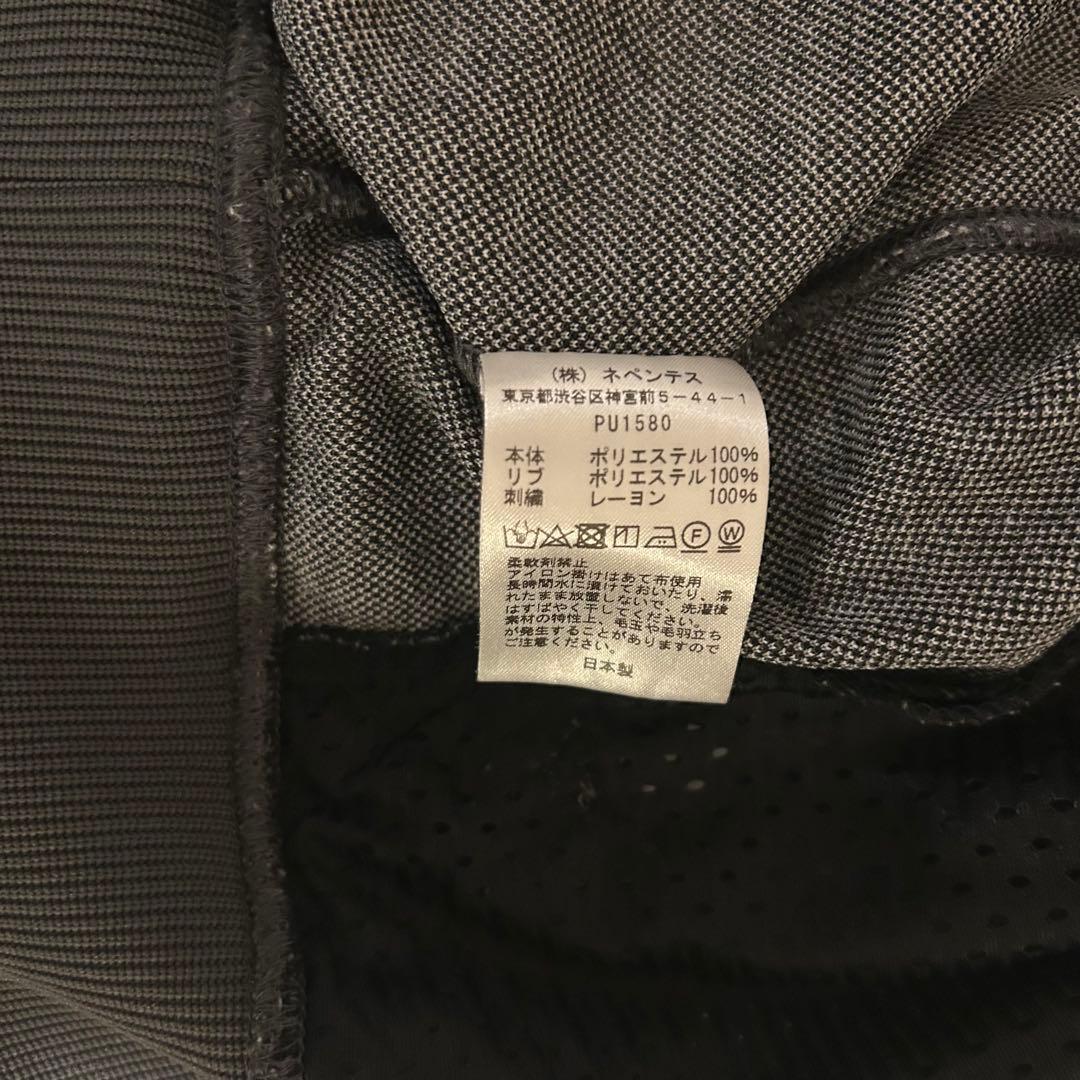 (株) ネペンテス
東京都渋谷区神宮前5-44-1
PU1580
本体 ポリエステル100%
リブ ポリエステル100%
刺繍 レーヨン 100%
F W
柔軟剤禁止
アイロン掛けはあて布使用
長時間水に漬けておいたり、濡
れたまま放置しないで、洗濯後
はすばやく干してください。
素材の特性上、毛玉や毛羽立ち
が発生することがありますので
ご注意ください。
日本製